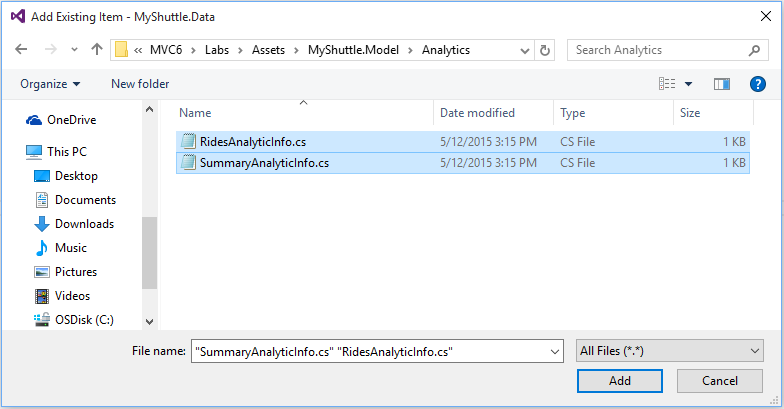 Add Existing Item - MyShuttle.Data
« MVC6 > Labs > Assets > MyShuttle.Model > Analytics
Search Analytics
Organize New folder
Name Date modified Type Size
OneDrive
This PC
Desktop
Documents
Downloads
Music
Pictures
Videos
OSDisk (C:)
RidesAnalyticInfo.cs 5/12/2015 3:15 PM CS File 1 KB
SummaryAnalyticInfo.cs 5/12/2015 3:15 PM CS File 1 KB
File name: "SummaryAnalyticInfo.cs" "RidesAnalyticInfo.cs" All Files (*.*)
Add Cancel